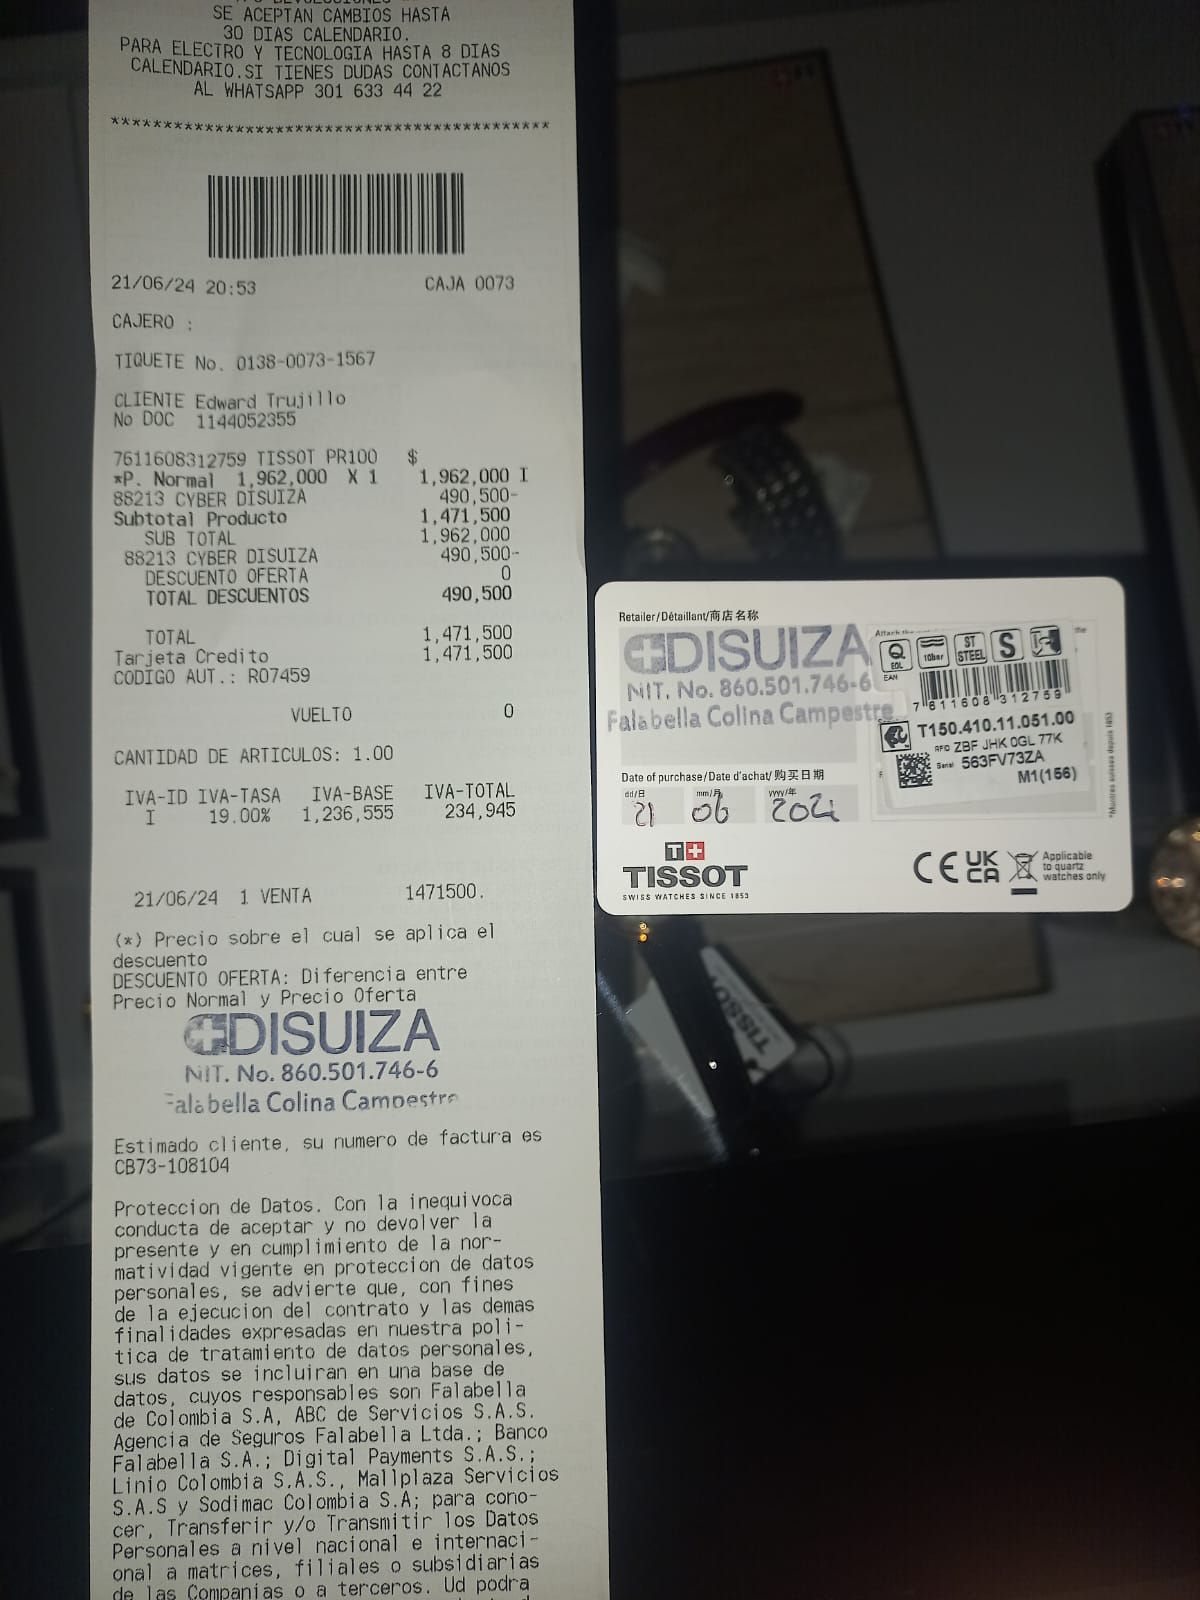 SE ACEPTAN CAMBIOS HASTA
30 DIAS CALENDARIO.
PARA ELECTRO Y TECNOLOGIA HASTA 8 DIAS
CALENDARIO.SI TIENES DUDAS CONTACTANOS
AL WHATSAPP 301 633 44 22
******************************************
21/06/24 20:53 CAJA 0073
CAJERO :
TIQUETE No. 0138-0073-1567
CLIENTE Edward Trujillo
No DOC 1144052355
7611608312759 TISSOT PR100 $
*P. Normal 1,962,000 X 1 1,962,000 I
88213 CYBER DISUIZA 490,500-
Subtotal Producto 1,471,500
SUB TOTAL 1,962,000
88213 CYBER DISUIZA 490,500-
DESCUENTO OFERTA 0
TOTAL DESCUENTOS 490,500
TOTAL 1,471,500
Tarjeta Credito 1,471,500
CODIGO AUT.: R07459
VUELTO 0
CANTIDAD DE ARTICULOS: 1.00
IVA-ID IVA-TASA IVA-BASE IVA-TOTAL
I 19.00% 1,236,555 234,945
21/06/24 1 VENTA 1471500.
(*) Precio sobre el cual se aplica el
descuento
DESCUENTO OFERTA: Diferencia entre
Precio Normal y Precio Oferta
DISUIZA
NIT. No. 860.501.746-6
Falabella Colina Campestre
Estimado cliente, su numero de factura es
CB73-108104
Proteccion de Datos. Con la inequivoca
conducta de aceptar y no devolver la
presente y en cumplimiento de la nor-
matividad vigente en proteccion de datos
personales, se advierte que, con fines
de la ejecucion del contrato y las demas
finalidades expresadas en nuestra poli-
tica de tratamiento de datos personales,
sus datos se incluiran en una base de
datos, cuyos responsables son Falabella
de Colombia S.A, ABC de Servicios S.A.S.
Agencia de Seguros Falabella Ltda.; Banco
Falabella S.A.; Digital Payments S.A.S.;
Linio Colombia S.A.S., Mallplaza Servicios
S.A.S y Sodimac Colombia S.A; para cono-
cer, Transferir y/o Transmitir los Datos
Personales a nivel nacional e internaci-
onal a matrices, filiales o subsidiarias
de las Companias o a terceros. Ud podra
Retailer/Détaillant/商店名称
DISUIZA
NIT. No. 860.501.746-6
Falabella Colina Campestre
Attach the
the
Q EOL
10bar
ST STEEL
S
EAN
7 611608 312759
T150.410.11.051.00
RFID ZBF JHK 0GL 77K
Serial 563FV73ZA
M1(156)
Date of purchase/Date d'achat/购买日期
dd/日 mm/月 yyyy/年
21 06 2024
T+
TISSOT
SWISS WATCHES SINCE 1853
CE UK CA
Applicable
to quartz
watches only
*Montres suisses depuis 1853
TISSOT